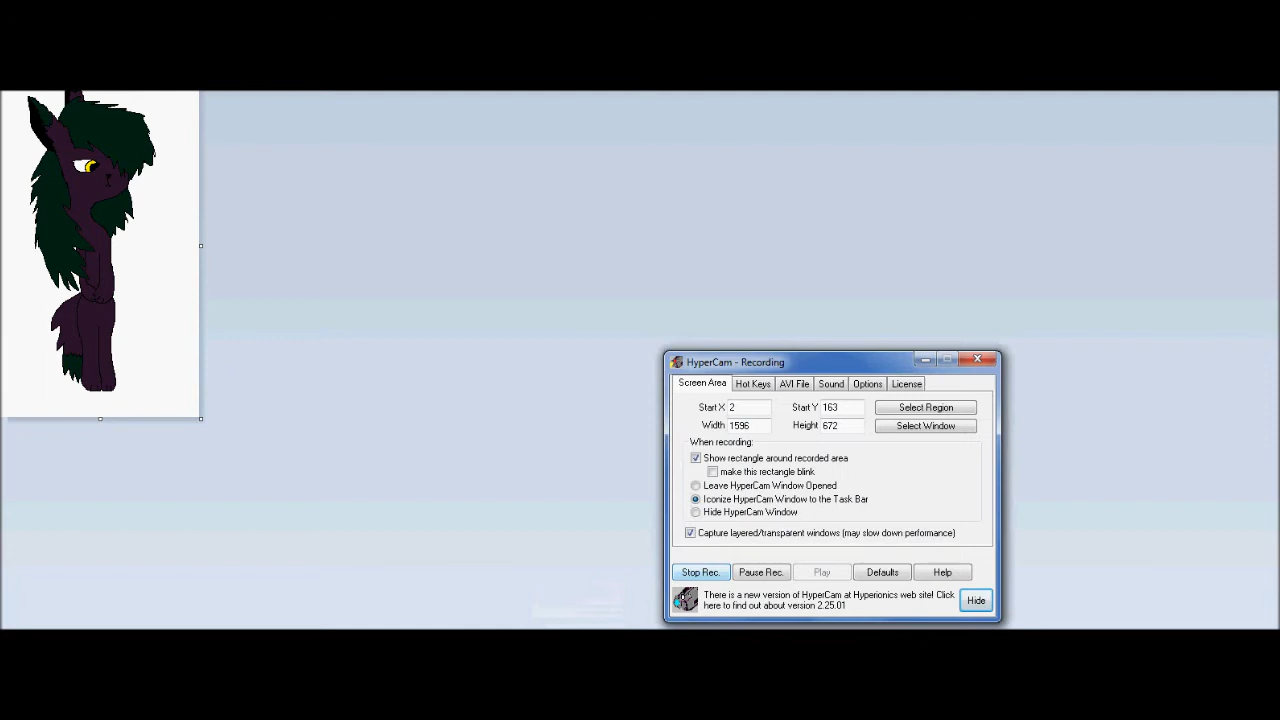 HyperCam - Recording
Screen Area Hot Keys AVI File Sound Options License
Start X 2 Start Y 163 Select Region
Width 1596 Height 672 Select Window
When recording:
Show rectangle around recorded area
make this rectangle blink
Leave HyperCam Window Opened
Iconize HyperCam Window to the Task Bar
Hide HyperCam Window
Capture layered/transparent windows (may slow down performance)
Stop Rec. Pause Rec. Play Defaults Help
There is a new version of HyperCam at Hyperionics web site! Click
here to find out about version 2.25.01
Hide